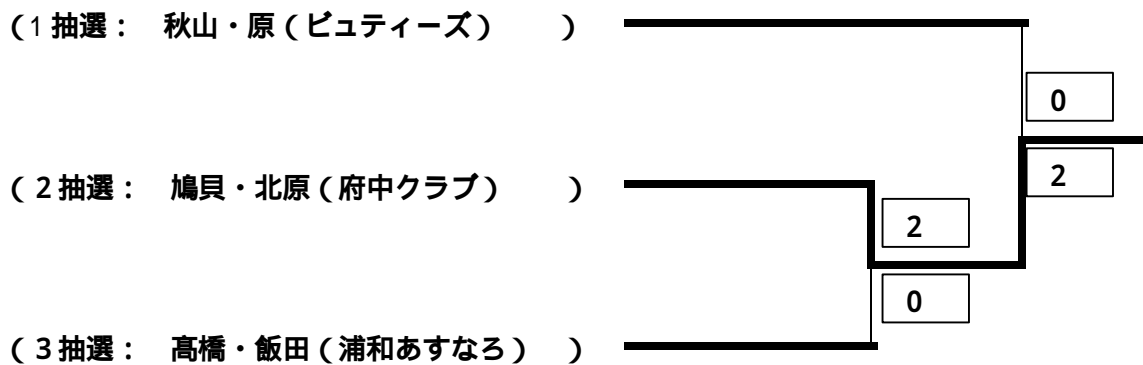 (1抽選: 秋山・原(ビュティーズ) )
0
2
(2抽選: 鳩貝・北原(府中クラブ) )
2
0
(3抽選: 髙橋・飯田(浦和あすなろ) )